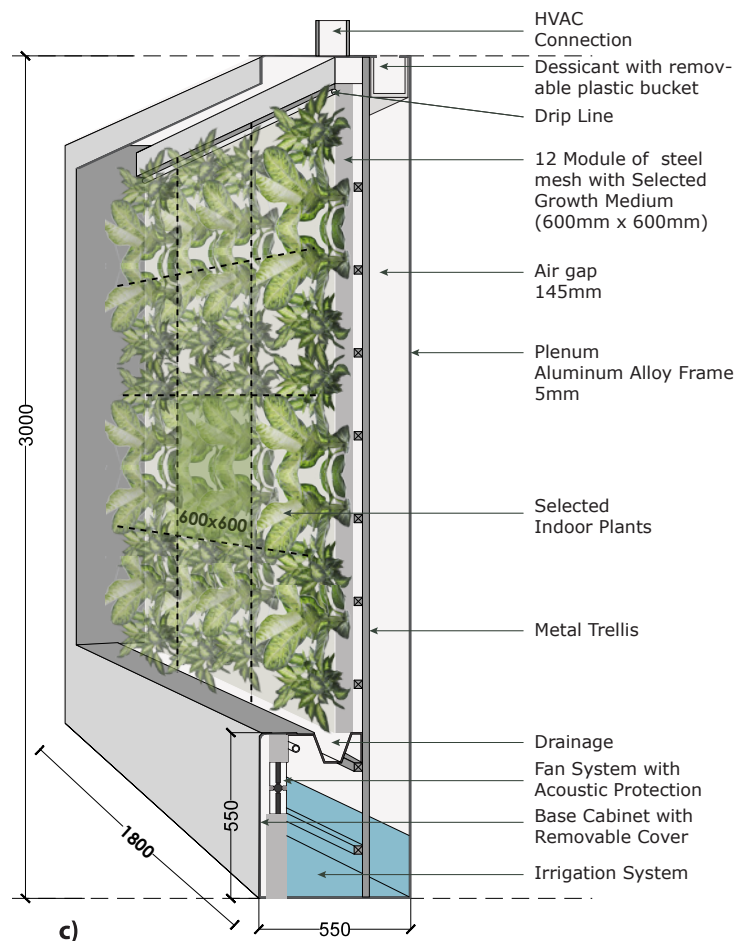 HVAC
Connection
Dessicant with remov-
able plastic bucket
Drip Line
12 Module of steel
mesh with Selected
Growth Medium
(600mm x 600mm)
Air gap
145mm
Plenum
Aluminum Alloy Frame
5mm
3000
600x600
Selected
Indoor Plants
Metal Trellis
Drainage
Fan System with
Acoustic Protection
Base Cabinet with
Removable Cover
Irrigation System
1800
550
550
c)